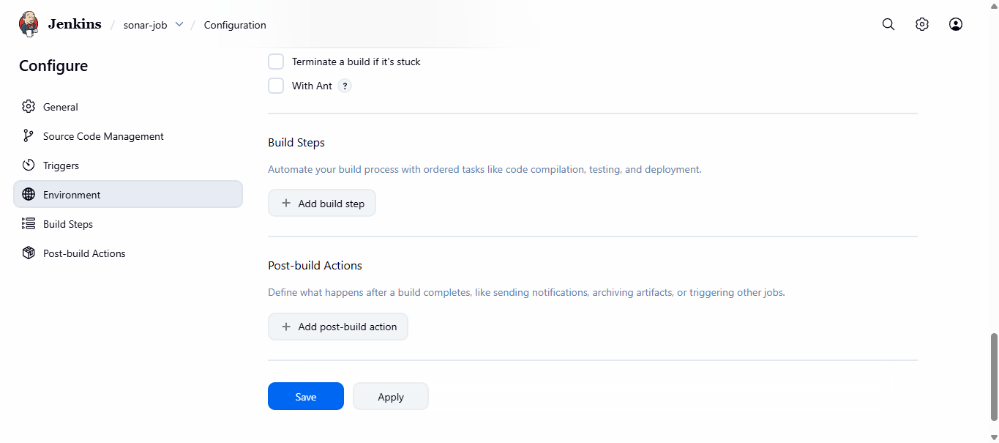 Jenkins / sonar-job / Configuration
Configure
General
Source Code Management
Triggers
Environment
Build Steps
Post-build Actions
Terminate a build if it's stuck
With Ant ?
Build Steps
Automate your build process with ordered tasks like code compilation, testing, and deployment.
+ Add build step
Post-build Actions
Define what happens after a build completes, like sending notifications, archiving artifacts, or triggering other jobs.
+ Add post-build action
Save Apply